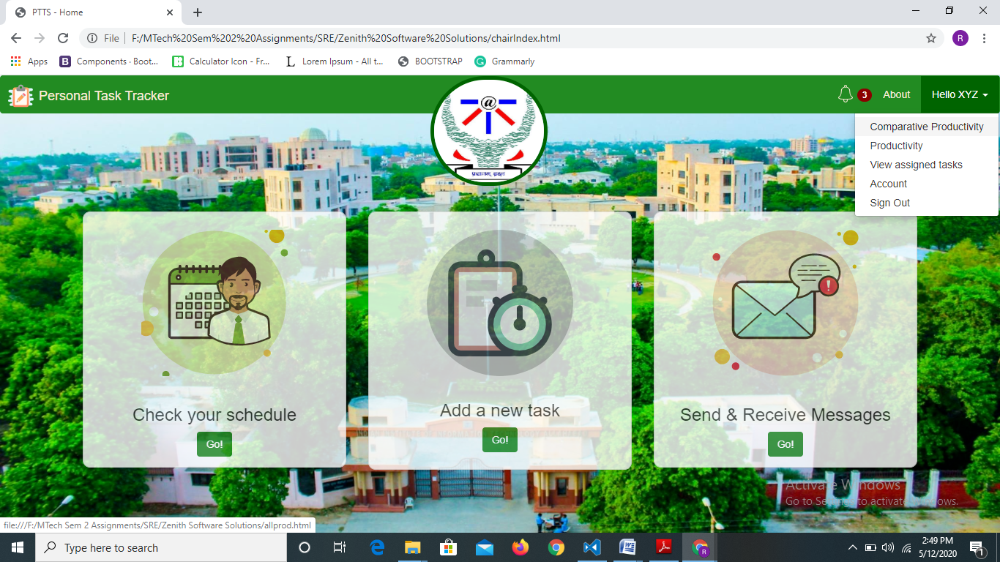 PTTS - Home
File
F:/MTech%20Sem%202%20Assignments/SRE/Zenith%20Software%20Solutions/chairIndex.html
R
Apps
Components · Boot...
Calculator Icon - Fr...
Lorem Ipsum - All t...
BOOTSTRAP
Grammarly
Personal Task Tracker
3
About
Hello XYZ
Comparative Productivity
Productivity
View assigned tasks
Account
Sign Out
@
Check your schedule
Go!
Add a new task
Go!
Send & Receive Messages
Go!
Activate Windows
Go to Settings to activate Windows.
file:///F:/MTech Sem 2 Assignments/SRE/Zenith Software Solutions/allprod.html
Type here to search
R
2:49 PM
5/12/2020
1